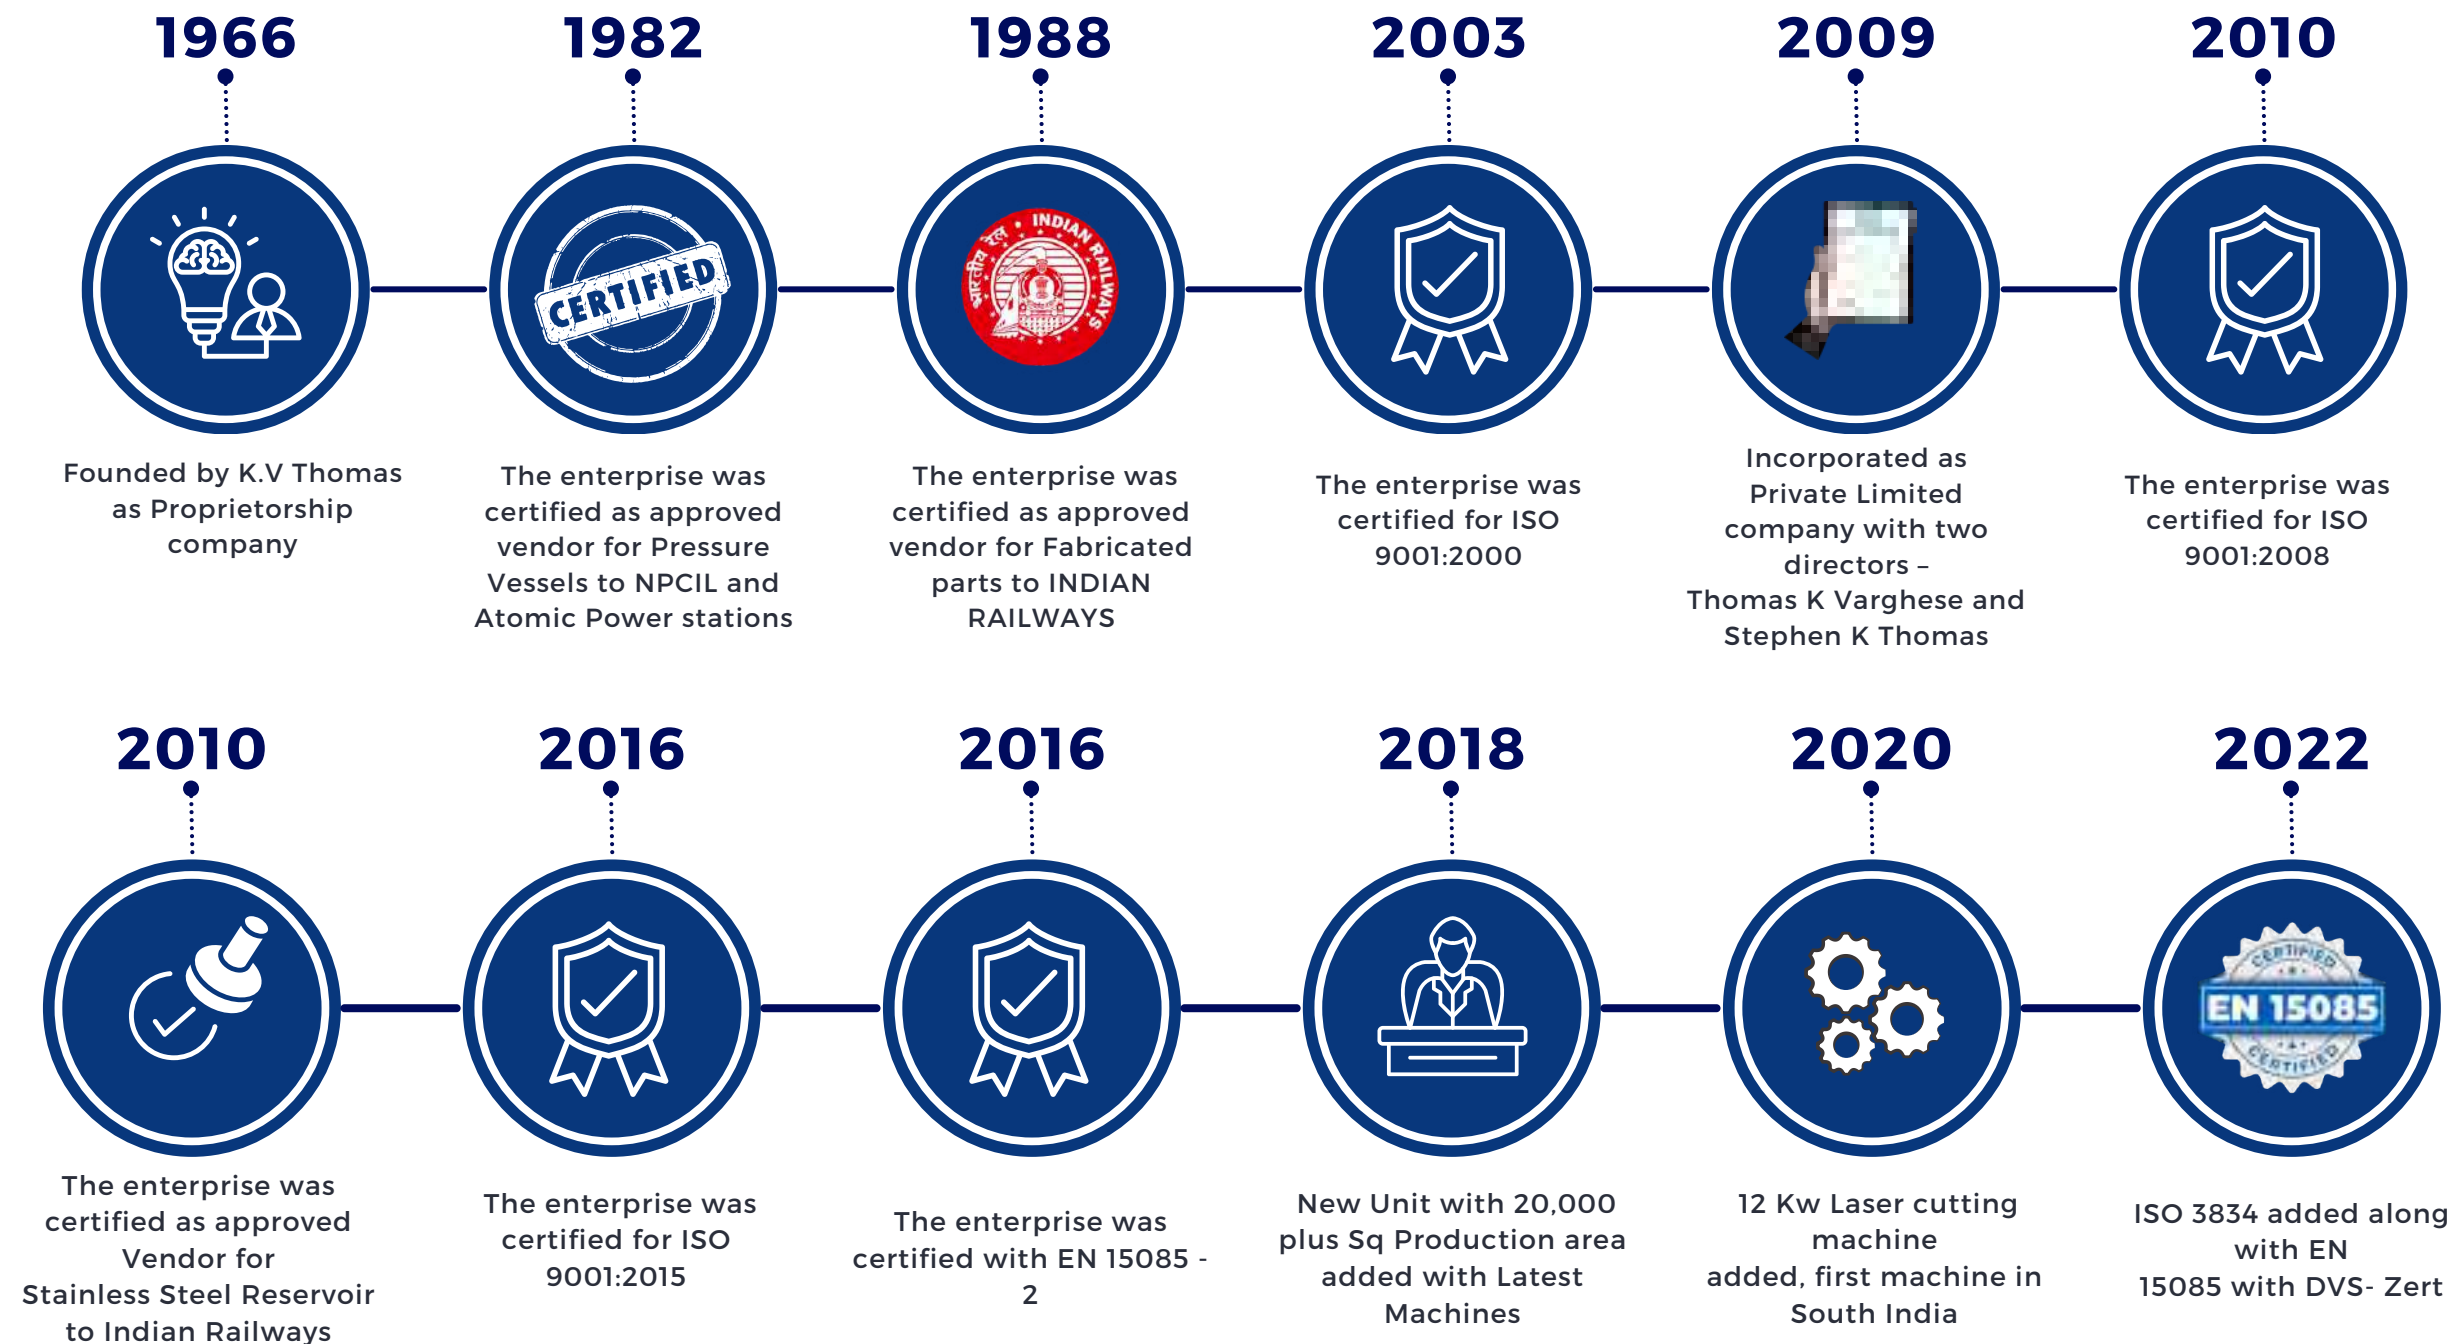 1966
1982
1988
2003
2009
2010
CERTIFIED
भारतीय रेल • INDIAN RAILWAYS
Founded by K.V Thomas
as Proprietorship
company
The enterprise was
certified as approved
vendor for Pressure
Vessels to NPCIL and
Atomic Power stations
The enterprise was
certified as approved
vendor for Fabricated
parts to INDIAN
RAILWAYS
The enterprise was
certified for ISO
9001:2000
Incorporated as
Private Limited
company with two
directors –
Thomas K Varghese and
Stephen K Thomas
The enterprise was
certified for ISO
9001:2008
2010
2016
2016
2018
2020
2022
CERTIFIED
EN 15085
CERTIFIED
The enterprise was
certified as approved
Vendor for
Stainless Steel Reservoir
to Indian Railways
The enterprise was
certified for ISO
9001:2015
The enterprise was
certified with EN 15085 -
2
New Unit with 20,000
plus Sq Production area
added with Latest
Machines
12 Kw Laser cutting
machine
added, first machine in
South India
ISO 3834 added along
with EN
15085 with DVS- Zert